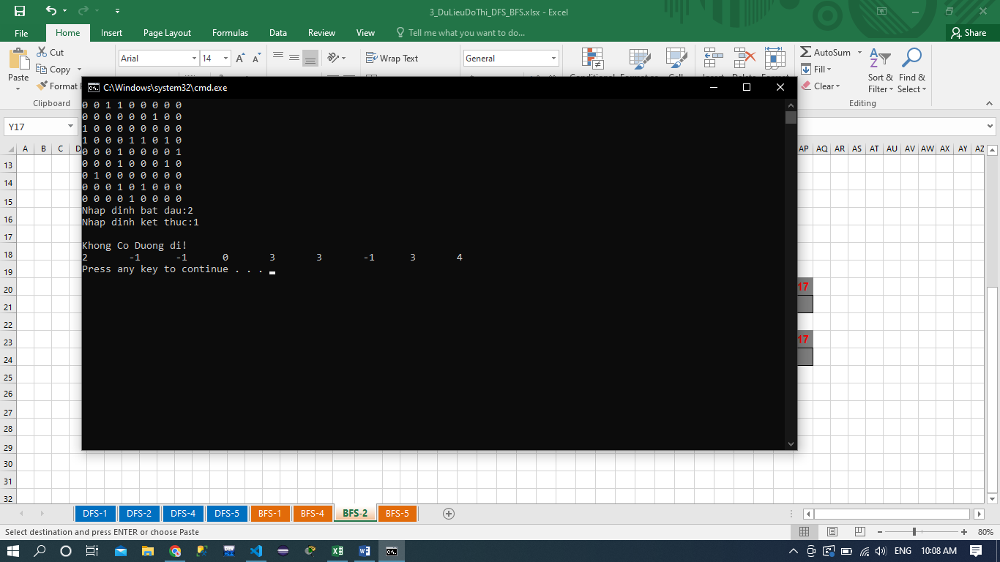 3_DuLieuDoThi_DFS_BFS.xlsx - Excel
File Home Insert Page Layout Formulas Data Review View Tell me what you want to do... Share
Cut
Copy
Paste
Clipboard
Arial 14
Wrap Text
General
AutoSum
Fill
Clear
Sort & Filter
Find & Select
Editing
Y17
C:\Windows\system32\cmd.exe
0 0 1 1 0 0 0 0 0
0 0 0 0 0 0 1 0 0
1 0 0 0 0 0 0 0 0
1 0 0 0 1 1 0 1 0
0 0 0 1 0 0 0 0 1
0 0 0 1 0 0 0 1 0
0 1 0 0 0 0 0 0 0
0 0 0 1 0 1 0 0 0
0 0 0 0 1 0 0 0 0
Nhap dinh bat dau:2
Nhap dinh ket thuc:1
Khong Co Duong di!
2 -1 -1 0 3 3 -1 3 4
Press any key to continue . . .
A B C D AP AQ AR AS AT AU AV AW AX AY AZ
13
14
15
16
17
18
19
20 17
21
22
23 17
24
25
26
27
28
29
30
31
32
DFS-1 DFS-2 DFS-4 DFS-5 BFS-1 BFS-4 BFS-2 BFS-5
Select destination and press ENTER or choose Paste
80%
ENG 10:08 AM